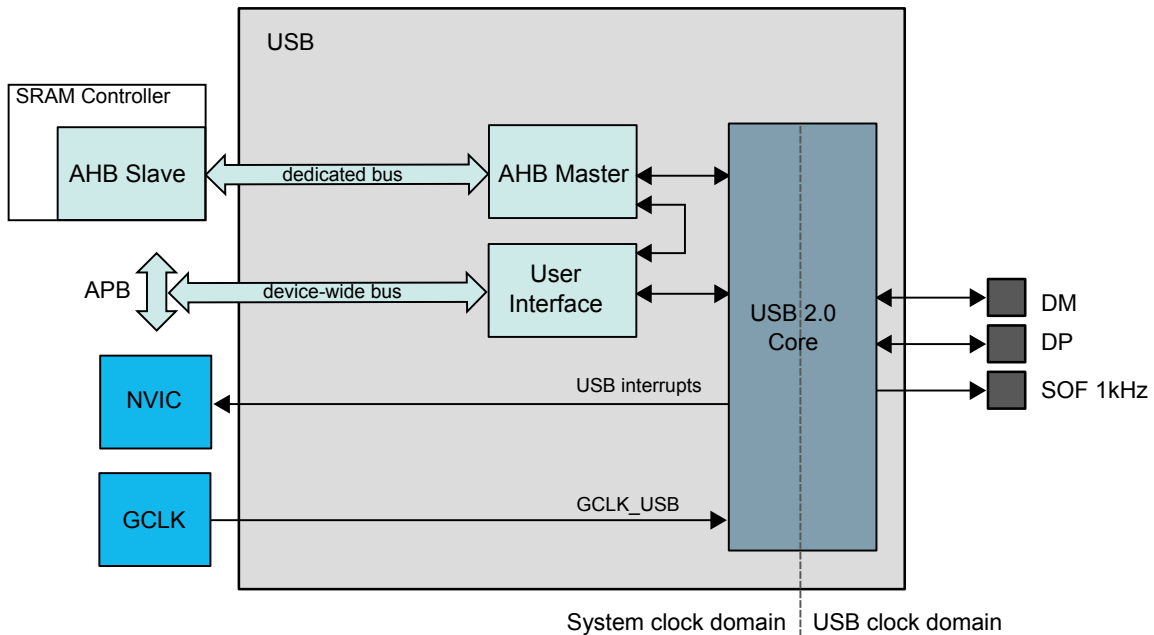 USB
SRAM Controller
AHB Slave
dedicated bus
AHB Master
APB
device-wide bus
User
Interface
USB 2.0
Core
DM
DP
SOF 1kHz
NVIC
USB interrupts
GCLK
GCLK_USB
System clock domain
USB clock domain